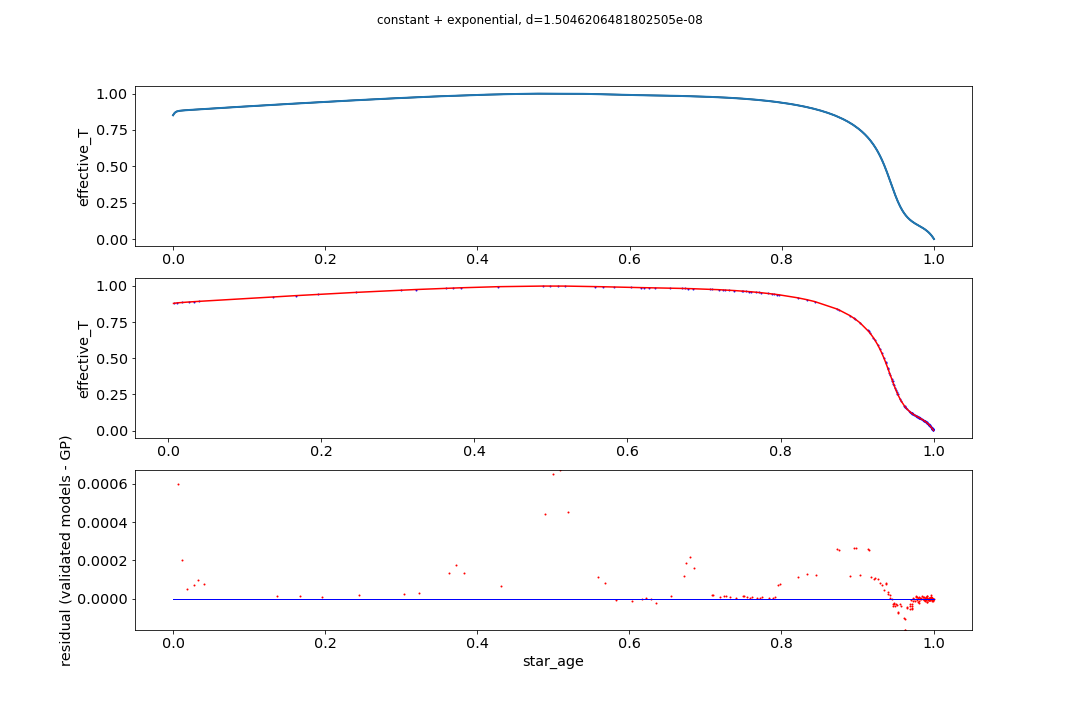 constant + exponential, d=1.5046206481802505e-08
1.00
0.75
0.50
0.25
0.00
effective_T
0.0 0.2 0.4 0.6 0.8 1.0
1.00
0.75
0.50
0.25
0.00
effective_T
0.0 0.2 0.4 0.6 0.8 1.0
0.0006
0.0004
0.0002
0.0000
residual (validated models - GP)
0.0 0.2 0.4 0.6 0.8 1.0
star_age